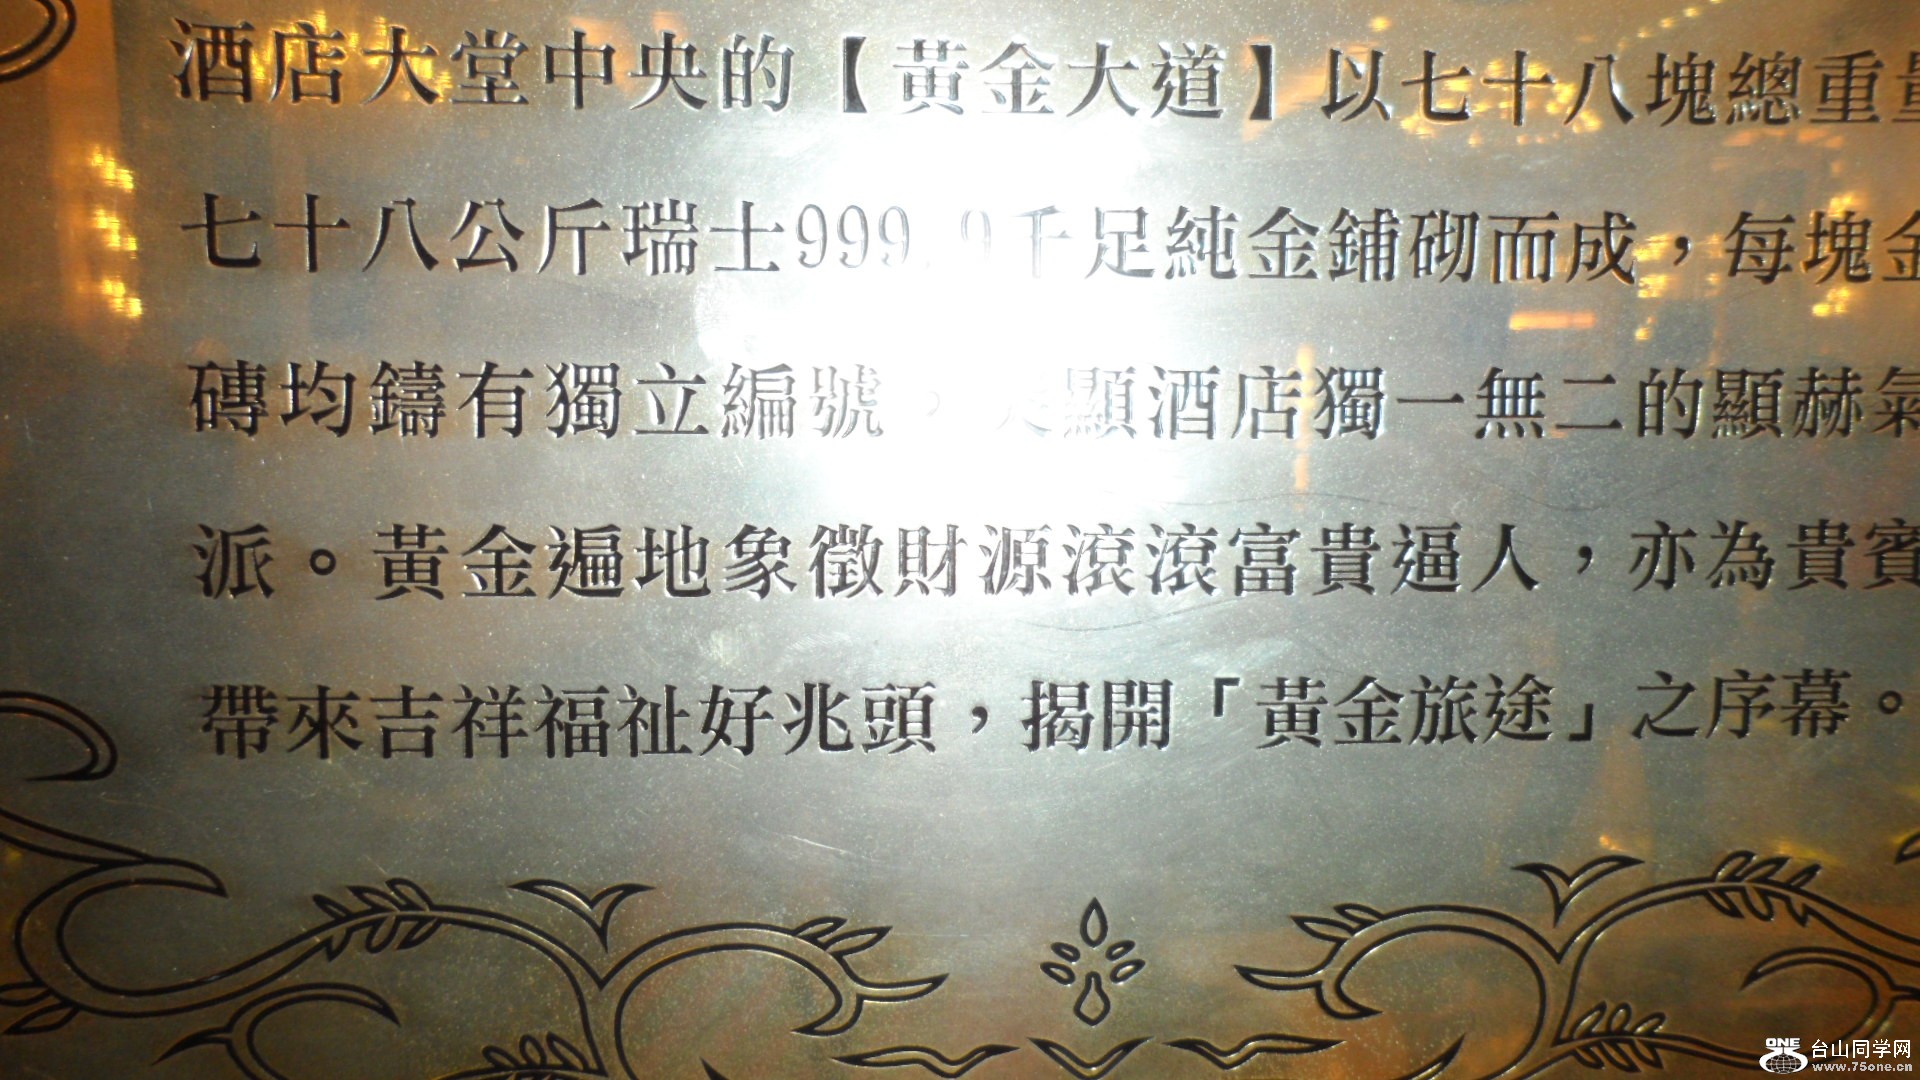 酒店大堂中央的【黃金大道】以七十八塊總重量
七十八公斤瑞士999.9千足純金鋪砌而成，每塊金
磚均鑄有獨立編號，顯酒店獨一無二的顯赫氣
派。黃金遍地象徵財源滾滾富貴逼人，亦為貴賓
帶來吉祥福祉好兆頭，揭開「黃金旅途」之序幕。
ONE 台山同学网
www.75one.cn